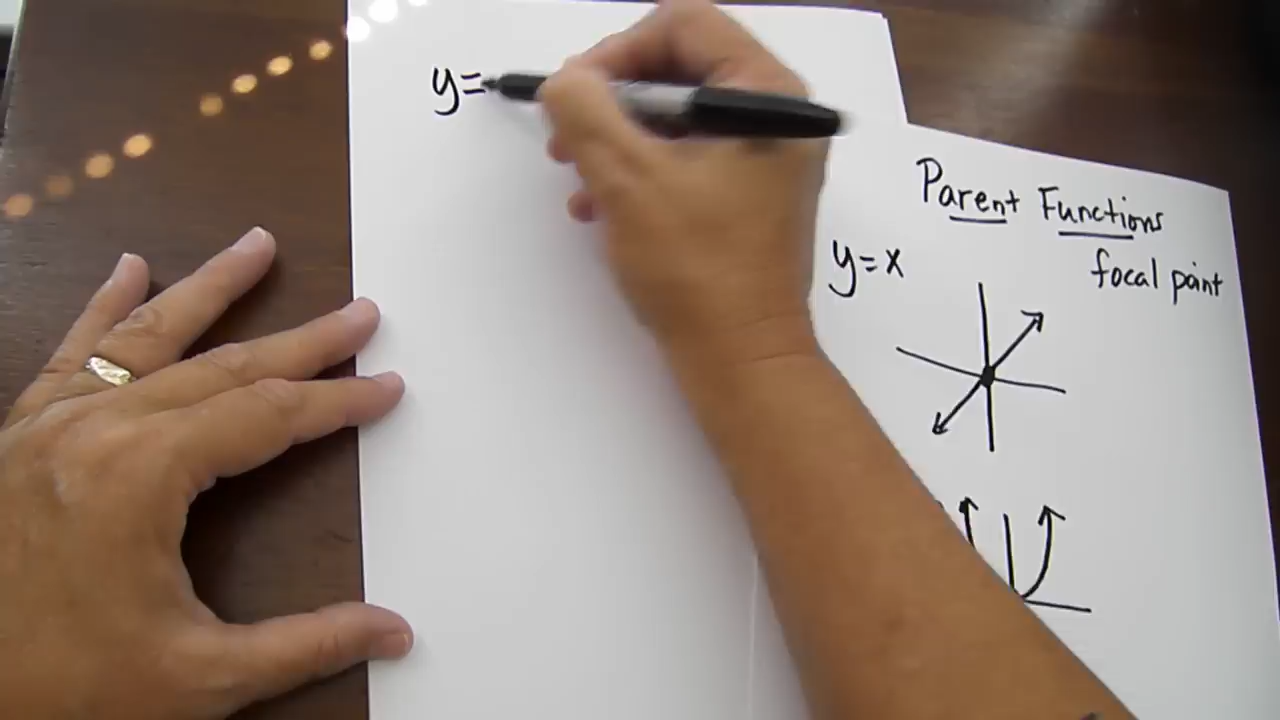 y=
Parent Functions
y=x
focal point